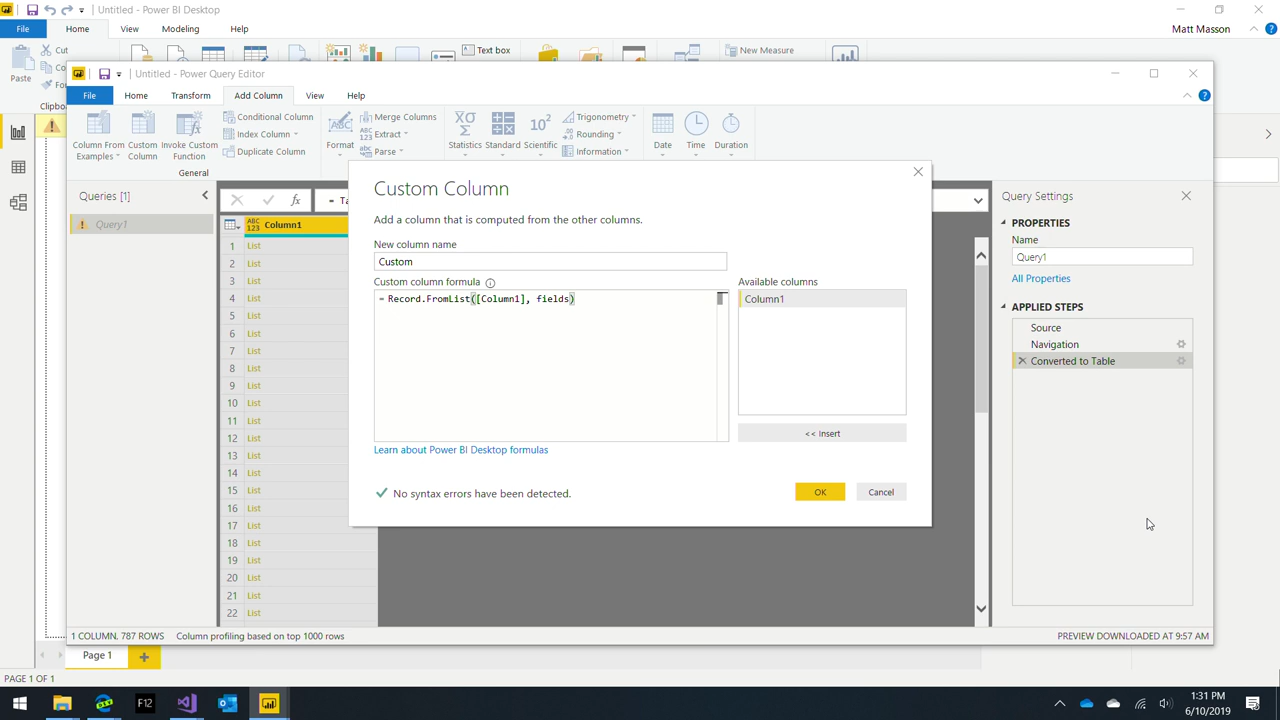 Untitled - Power BI Desktop
File
Home
View
Modeling
Help
Matt Masson
Paste
Cut
Text box
New Measure
Clipbo
Untitled - Power Query Editor
File
Home
Transform
Add Column
View
Help
Column From
Examples
Custom
Column
Invoke Custom
Function
Conditional Column
Index Column
Duplicate Column
General
Format
Merge Columns
Extract
Parse
Statistics
Standard
Scientific
Trigonometry
Rounding
Information
Date
Time
Duration
Queries [1]
Query1
= Ta
ABC
123
Column1
1 List
2 List
3 List
4 List
5 List
6 List
7 List
8 List
9 List
10 List
11 List
12 List
13 List
14 List
15 List
16 List
17 List
18 List
19 List
20 List
21 List
22 List
Custom Column
Add a column that is computed from the other columns.
New column name
Custom
Custom column formula
= Record.FromList([Column1], fields)
Available columns
Column1
<< Insert
Learn about Power BI Desktop formulas
No syntax errors have been detected.
OK
Cancel
Query Settings
PROPERTIES
Name
Query1
All Properties
APPLIED STEPS
Source
Navigation
Converted to Table
1 COLUMN, 787 ROWS
Column profiling based on top 1000 rows
PREVIEW DOWNLOADED AT 9:57 AM
Page 1
PAGE 1 OF 1
F12
1:31 PM
6/10/2019